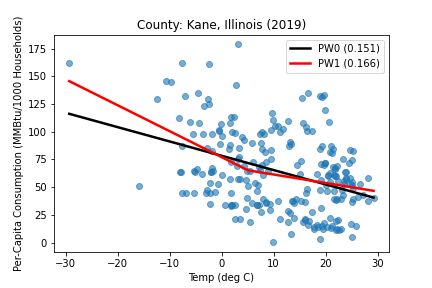 County: Kane, Illinois (2019)
Per-Capita Consumption (MMBtu/1000 Households)
175
150
125
100
75
50
25
0
PW0 (0.151)
PW1 (0.166)
−30 −20 −10 0 10 20 30
Temp (deg C)